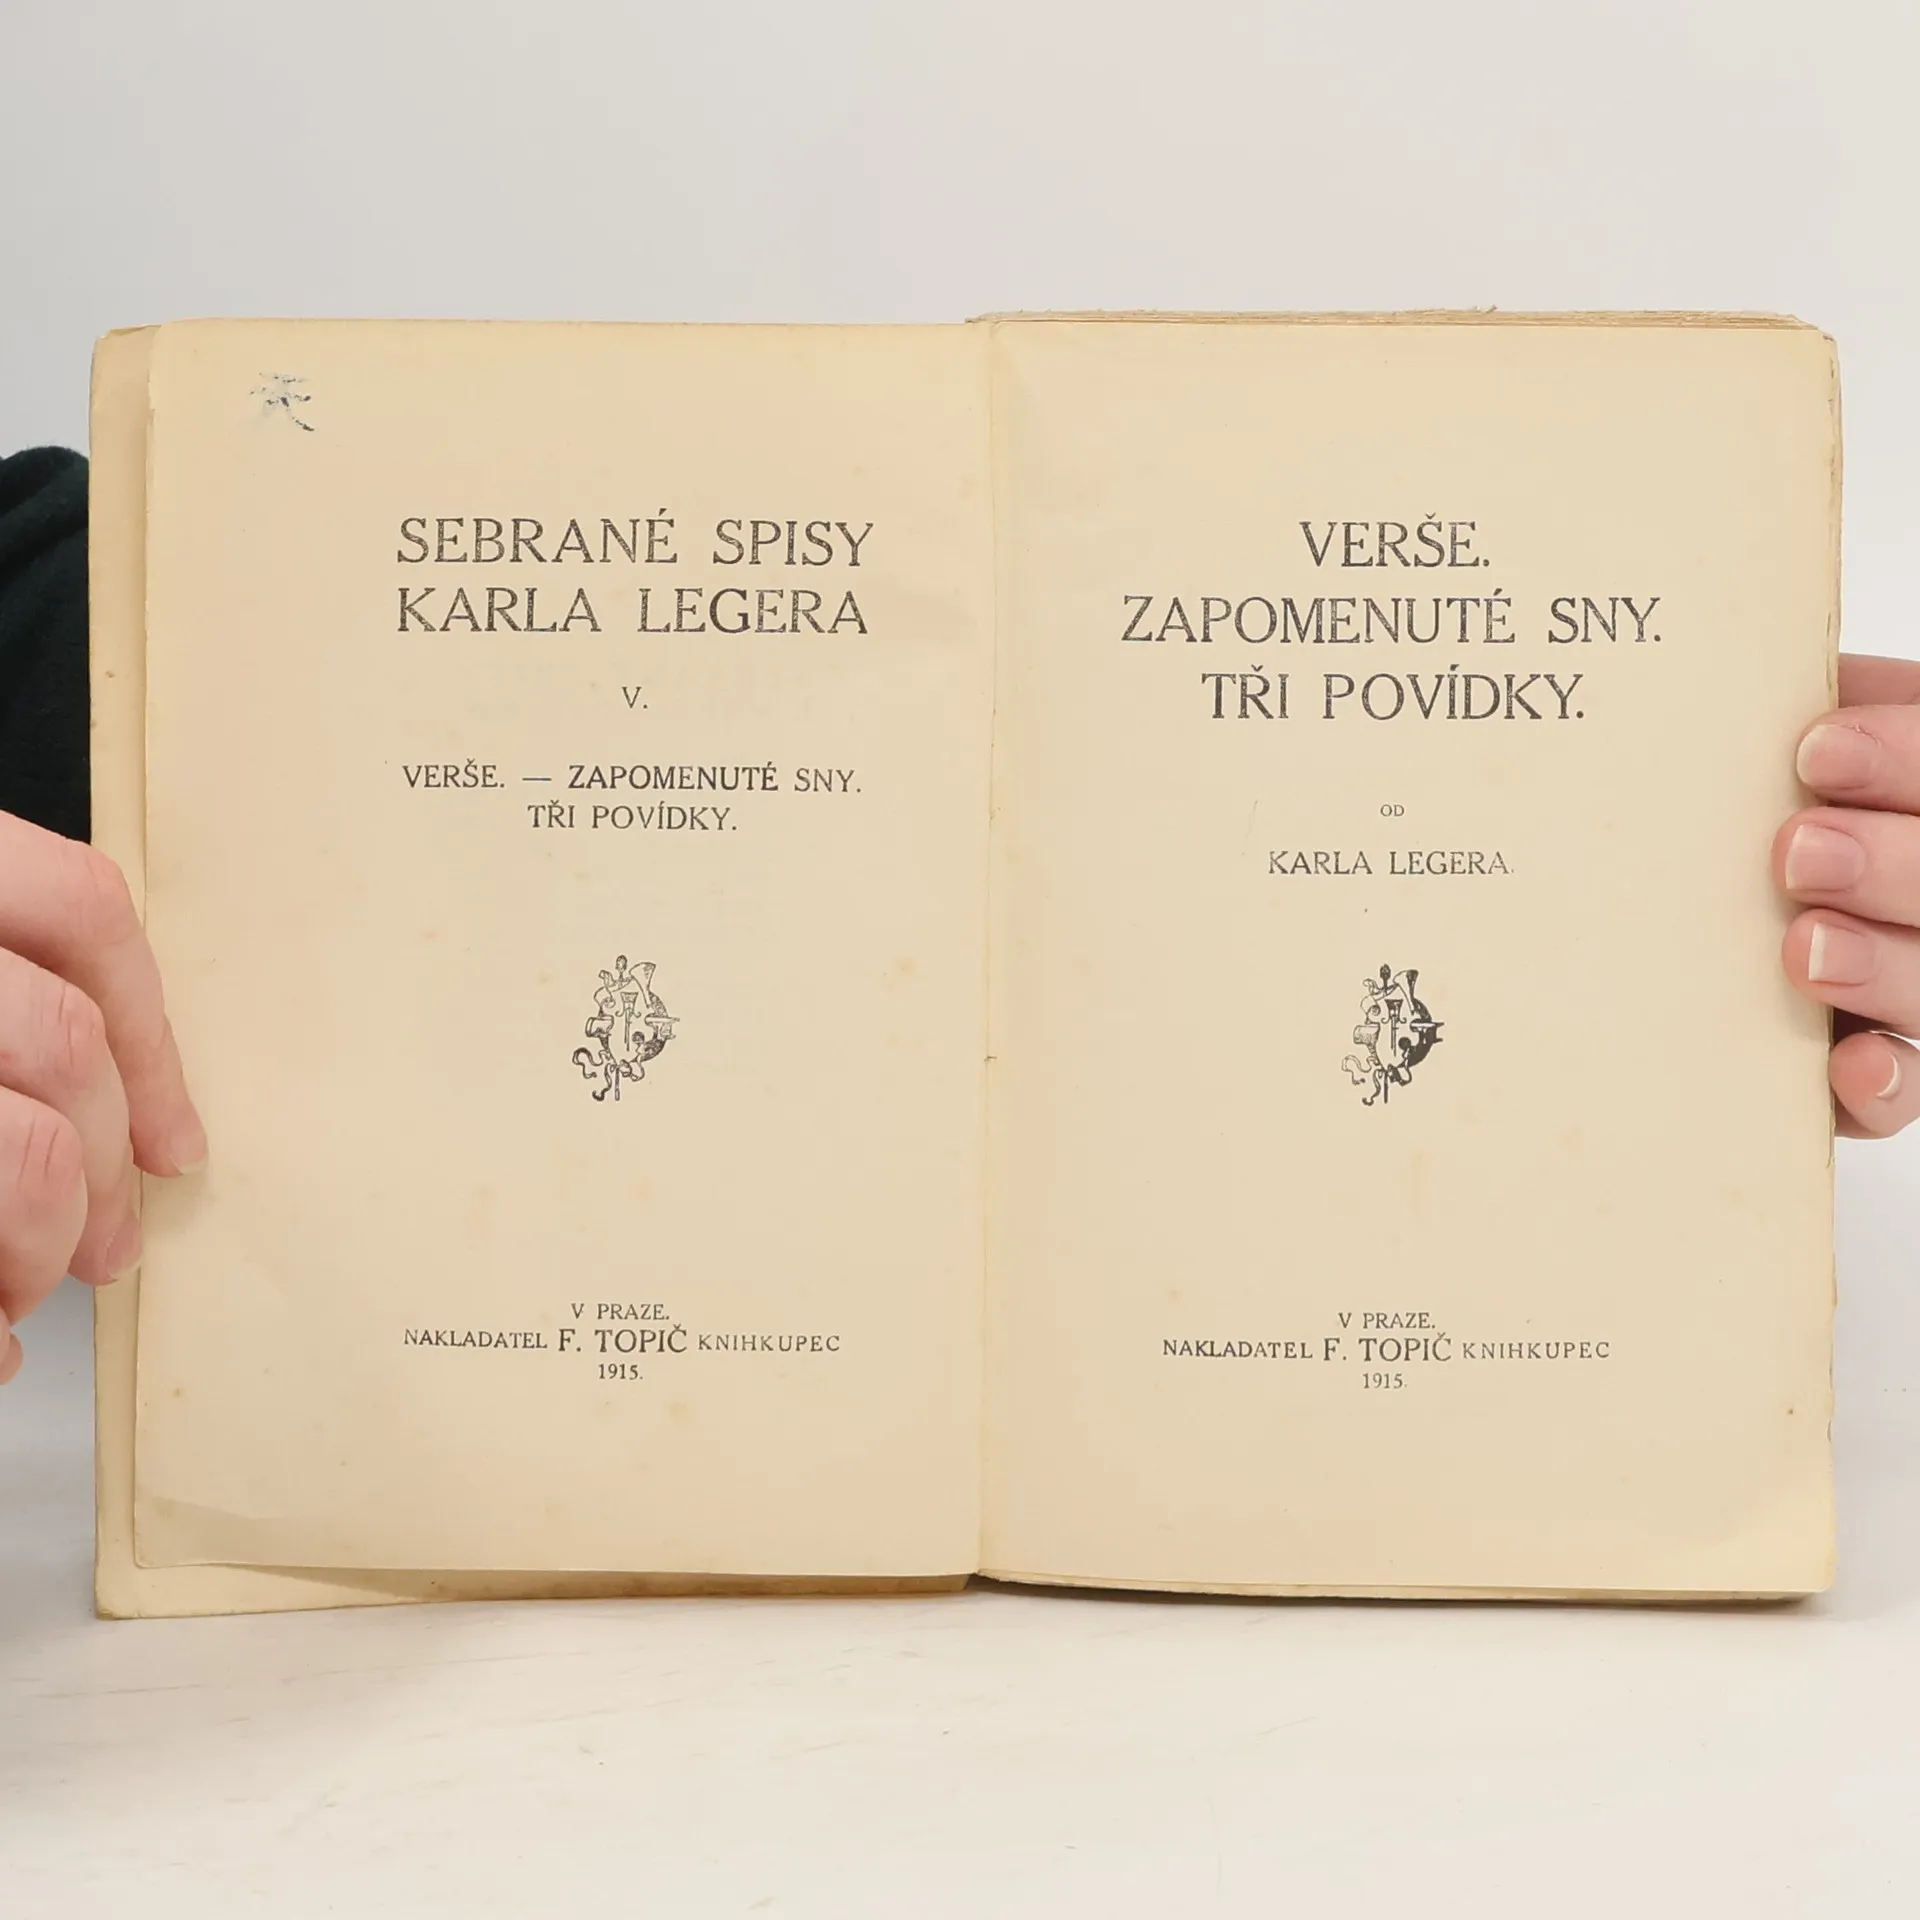 SEBRANÉ SPISY
KARLA LEGERA
V.
VERŠE. — ZAPOMENUTÉ SNY.
TŘI POVÍDKY.
V PRAZE.
NAKLADATEL F. TOPIČ KNIHKUPEC
1915.
VERŠE.
ZAPOMENUTÉ SNY.
TŘI POVÍDKY.
OD
KARLA LEGERA.
V PRAZE.
NAKLADATEL F. TOPIČ KNIHKUPEC
1915.